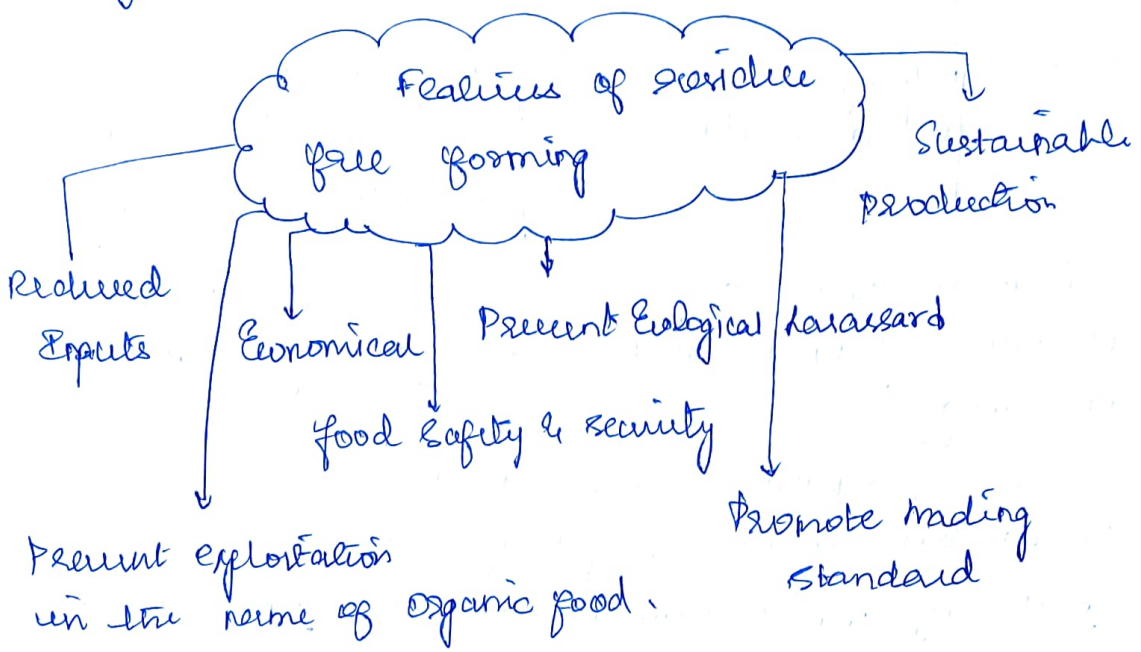 Features of residue
free farming
Sustainable
production
Reduced
Inputs
Economical
Prevent Ecological harassard
food safety & security
Promote trading
standard
Prevent exploitation
in the name of organic food.